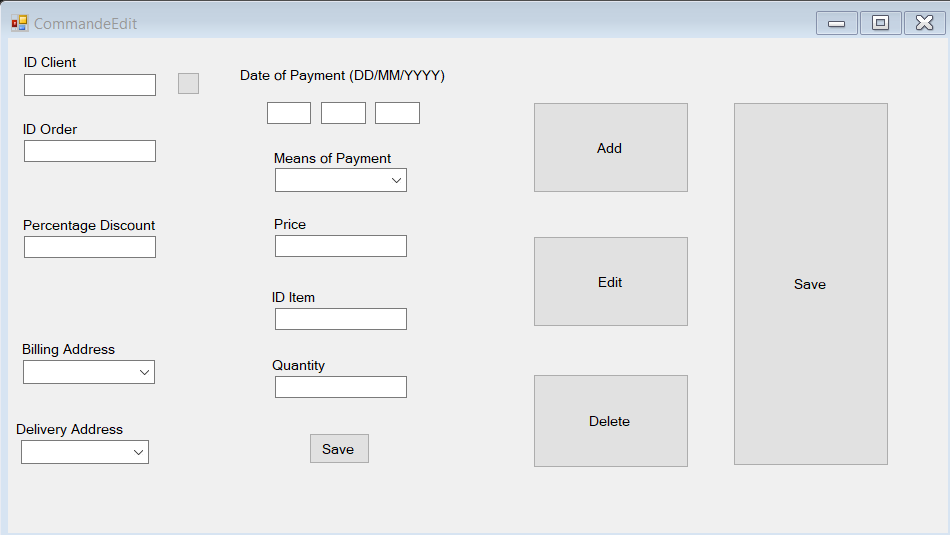 CommandeEdit
ID Client
Date of Payment (DD/MM/YYYY)
ID Order
Means of Payment
Percentage Discount
Price
ID Item
Billing Address
Quantity
Delivery Address
Save
Add
Edit
Delete
Save